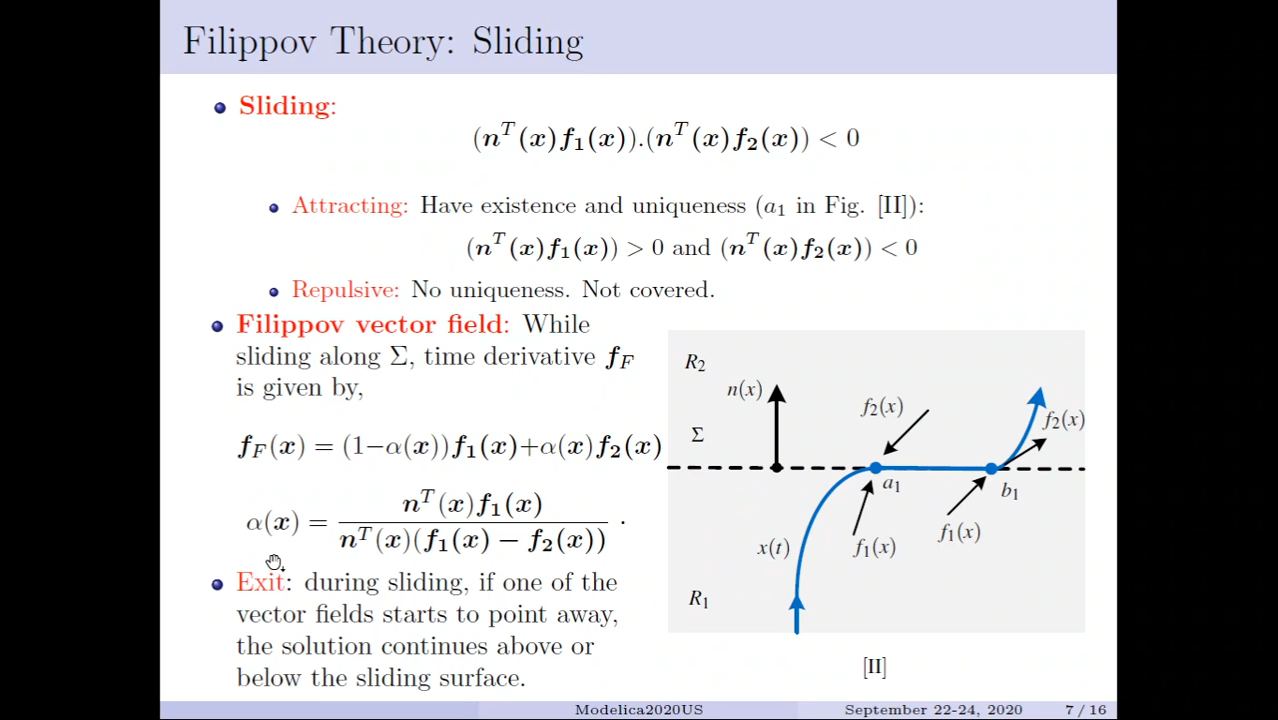 Filippov Theory: Sliding
Sliding:
(n^T(x)f₁(x)).(n^T(x)f₂(x)) < 0
Attracting: Have existence and uniqueness (a₁ in Fig. [II]):
(n^T(x)f₁(x)) > 0 and (n^T(x)f₂(x)) < 0
Repulsive: No uniqueness. Not covered.
Filippov vector field: While
sliding along Σ, time derivative f_F
is given by,
f_F(x) = (1−α(x))f₁(x)+α(x)f₂(x)
α(x) = n^T(x)f₁(x) / n^T(x)(f₁(x) − f₂(x)) .
Exit: during sliding, if one of the
vector fields starts to point away,
the solution continues above or
below the sliding surface.
R₂
n(x)
f₂(x)
f₂(x)
Σ
a₁
b₁
x(t)
f₁(x)
f₁(x)
R₁
[II]
Modelica2020US September 22-24, 2020 7 / 16